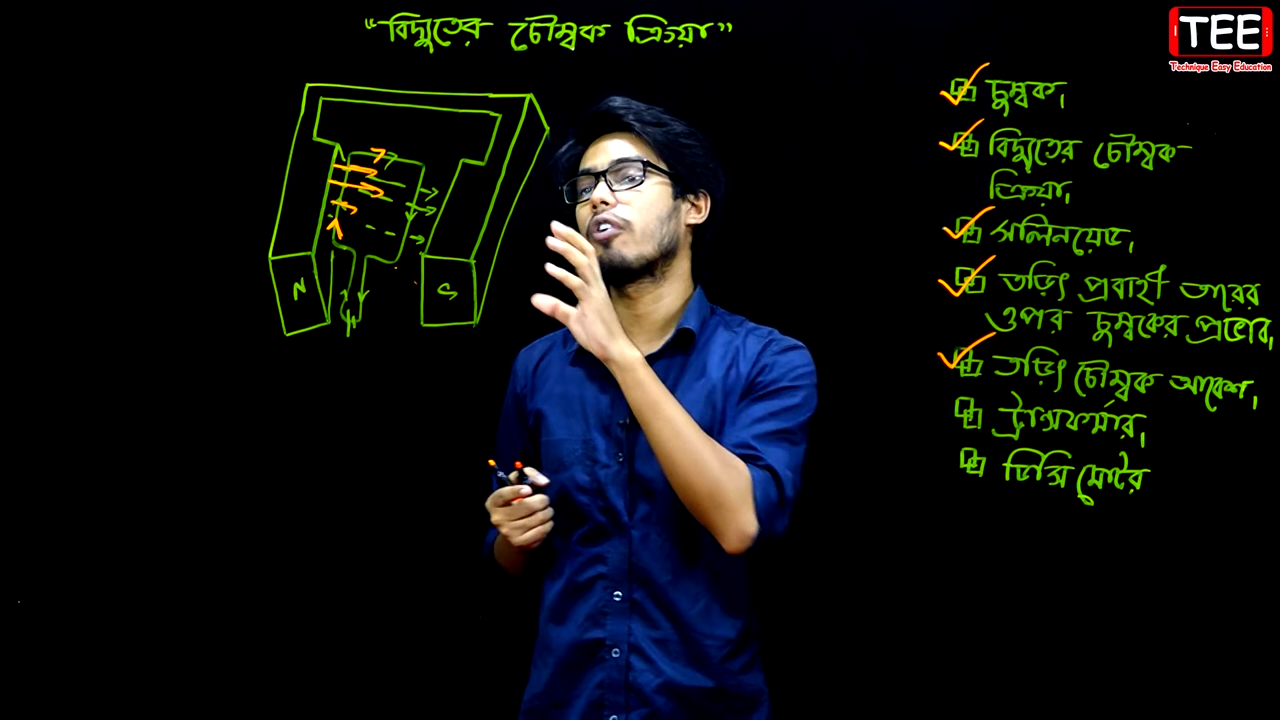 "বিদ্যুতের চৌম্বক ক্রিয়া"
TEE
Technique Easy Education
চুম্বক,
বিদ্যুতের চৌম্বক
ক্রিয়া,
সলিনয়েড,
তড়িৎ প্রবাহী তারের
ওপর চুম্বকের প্রভাব,
তড়িৎ চৌম্বক আবেশ,
ট্রান্সফর্মার,
ডিসি মোটর
N
S